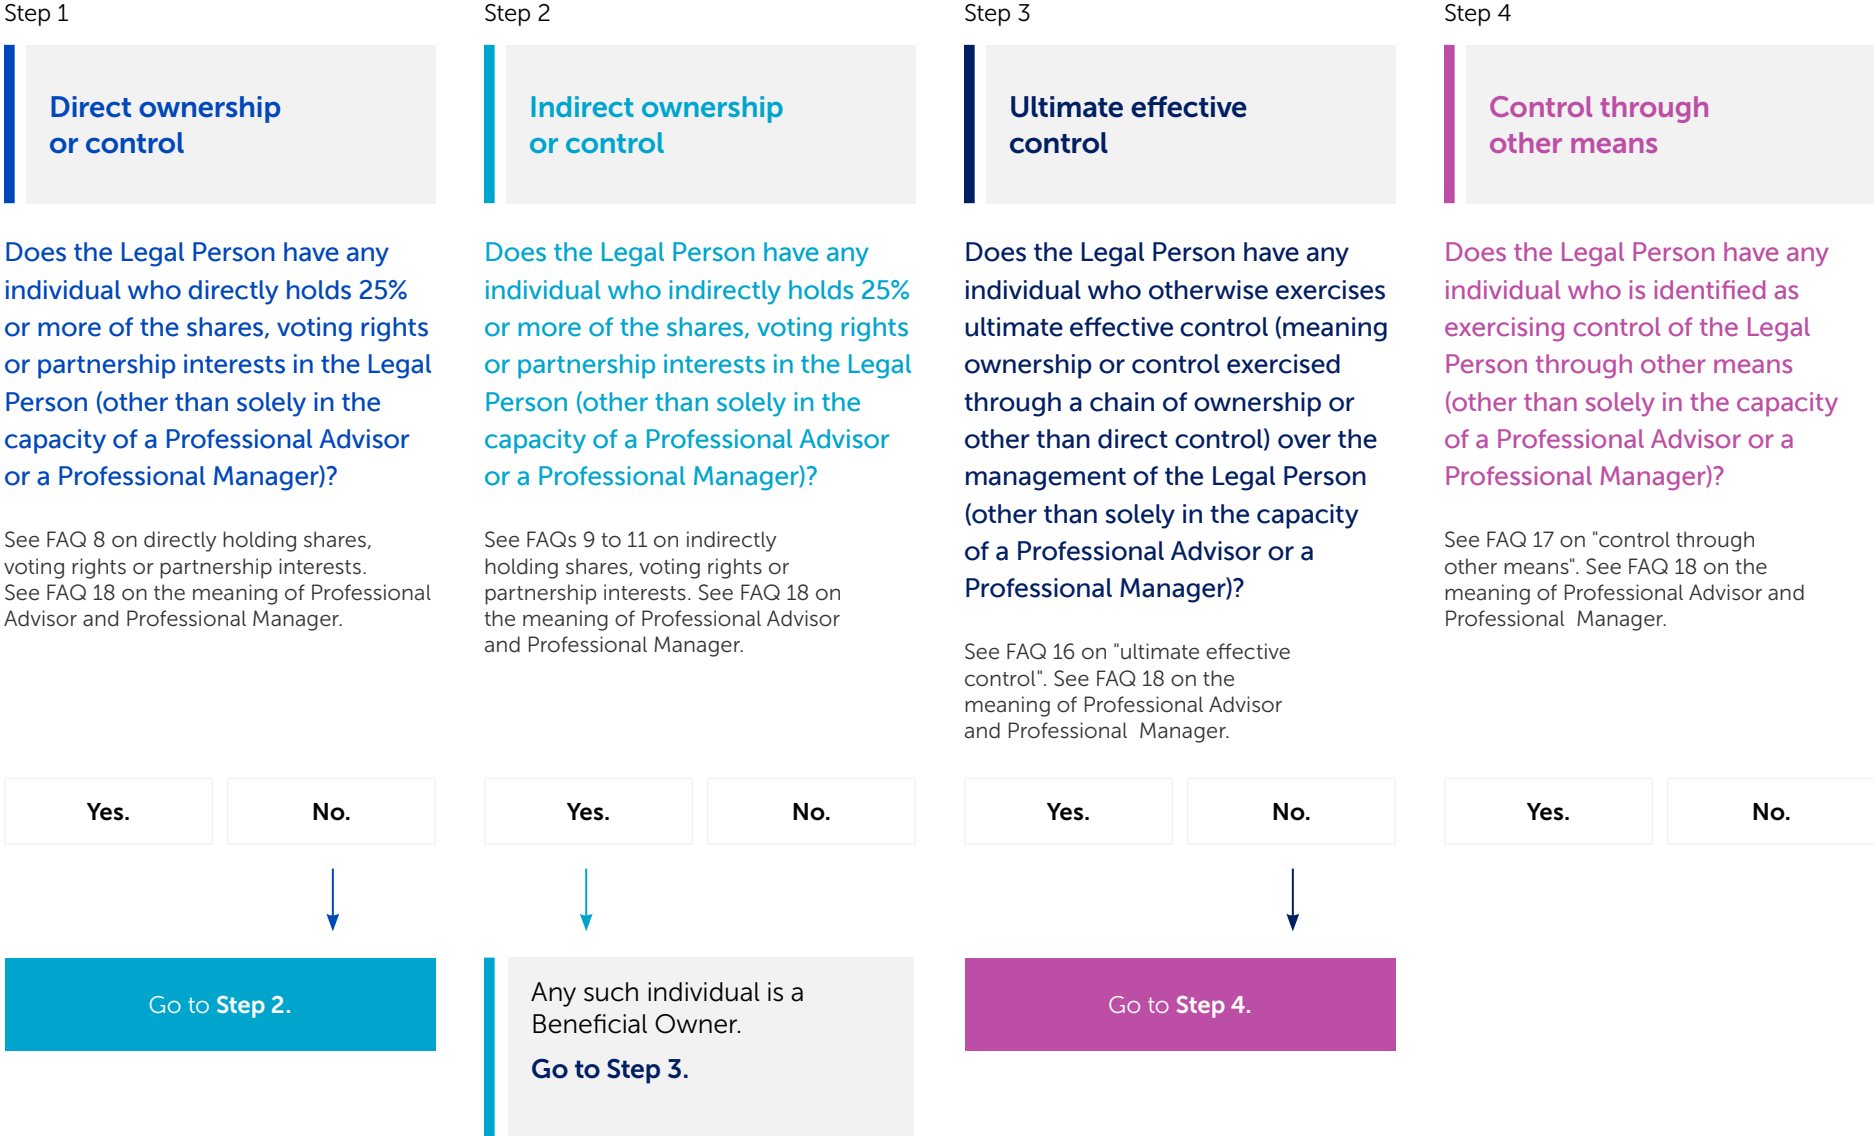 Step 1
Direct ownership
or control
Does the Legal Person have any
individual who directly holds 25%
or more of the shares, voting rights
or partnership interests in the Legal
Person (other than solely in the
capacity of a Professional Advisor
or a Professional Manager)?
See FAQ 8 on directly holding shares,
voting rights or partnership interests.
See FAQ 18 on the meaning of Professional
Advisor and Professional Manager.
Yes.
No.
Go to Step 2.
Step 2
Indirect ownership
or control
Does the Legal Person have any
individual who indirectly holds 25%
or more of the shares, voting rights
or partnership interests in the Legal
Person (other than solely in the
capacity of a Professional Advisor
or a Professional Manager)?
See FAQs 9 to 11 on indirectly
holding shares, voting rights or
partnership interests. See FAQ 18 on
the meaning of Professional Advisor
and Professional Manager.
Yes.
No.
Any such individual is a
Beneficial Owner.
Go to Step 3.
Step 3
Ultimate effective
control
Does the Legal Person have any
individual who otherwise exercises
ultimate effective control (meaning
ownership or control exercised
through a chain of ownership or
other than direct control) over the
management of the Legal Person
(other than solely in the capacity
of a Professional Advisor or a
Professional Manager)?
See FAQ 16 on "ultimate effective
control". See FAQ 18 on the
meaning of Professional Advisor
and Professional Manager.
Yes.
No.
Go to Step 4.
Step 4
Control through
other means
Does the Legal Person have any
individual who is identified as
exercising control of the Legal
Person through other means
(other than solely in the capacity
of a Professional Advisor or a
Professional Manager)?
See FAQ 17 on "control through
other means". See FAQ 18 on the
meaning of Professional Advisor and
Professional Manager.
Yes.
No.